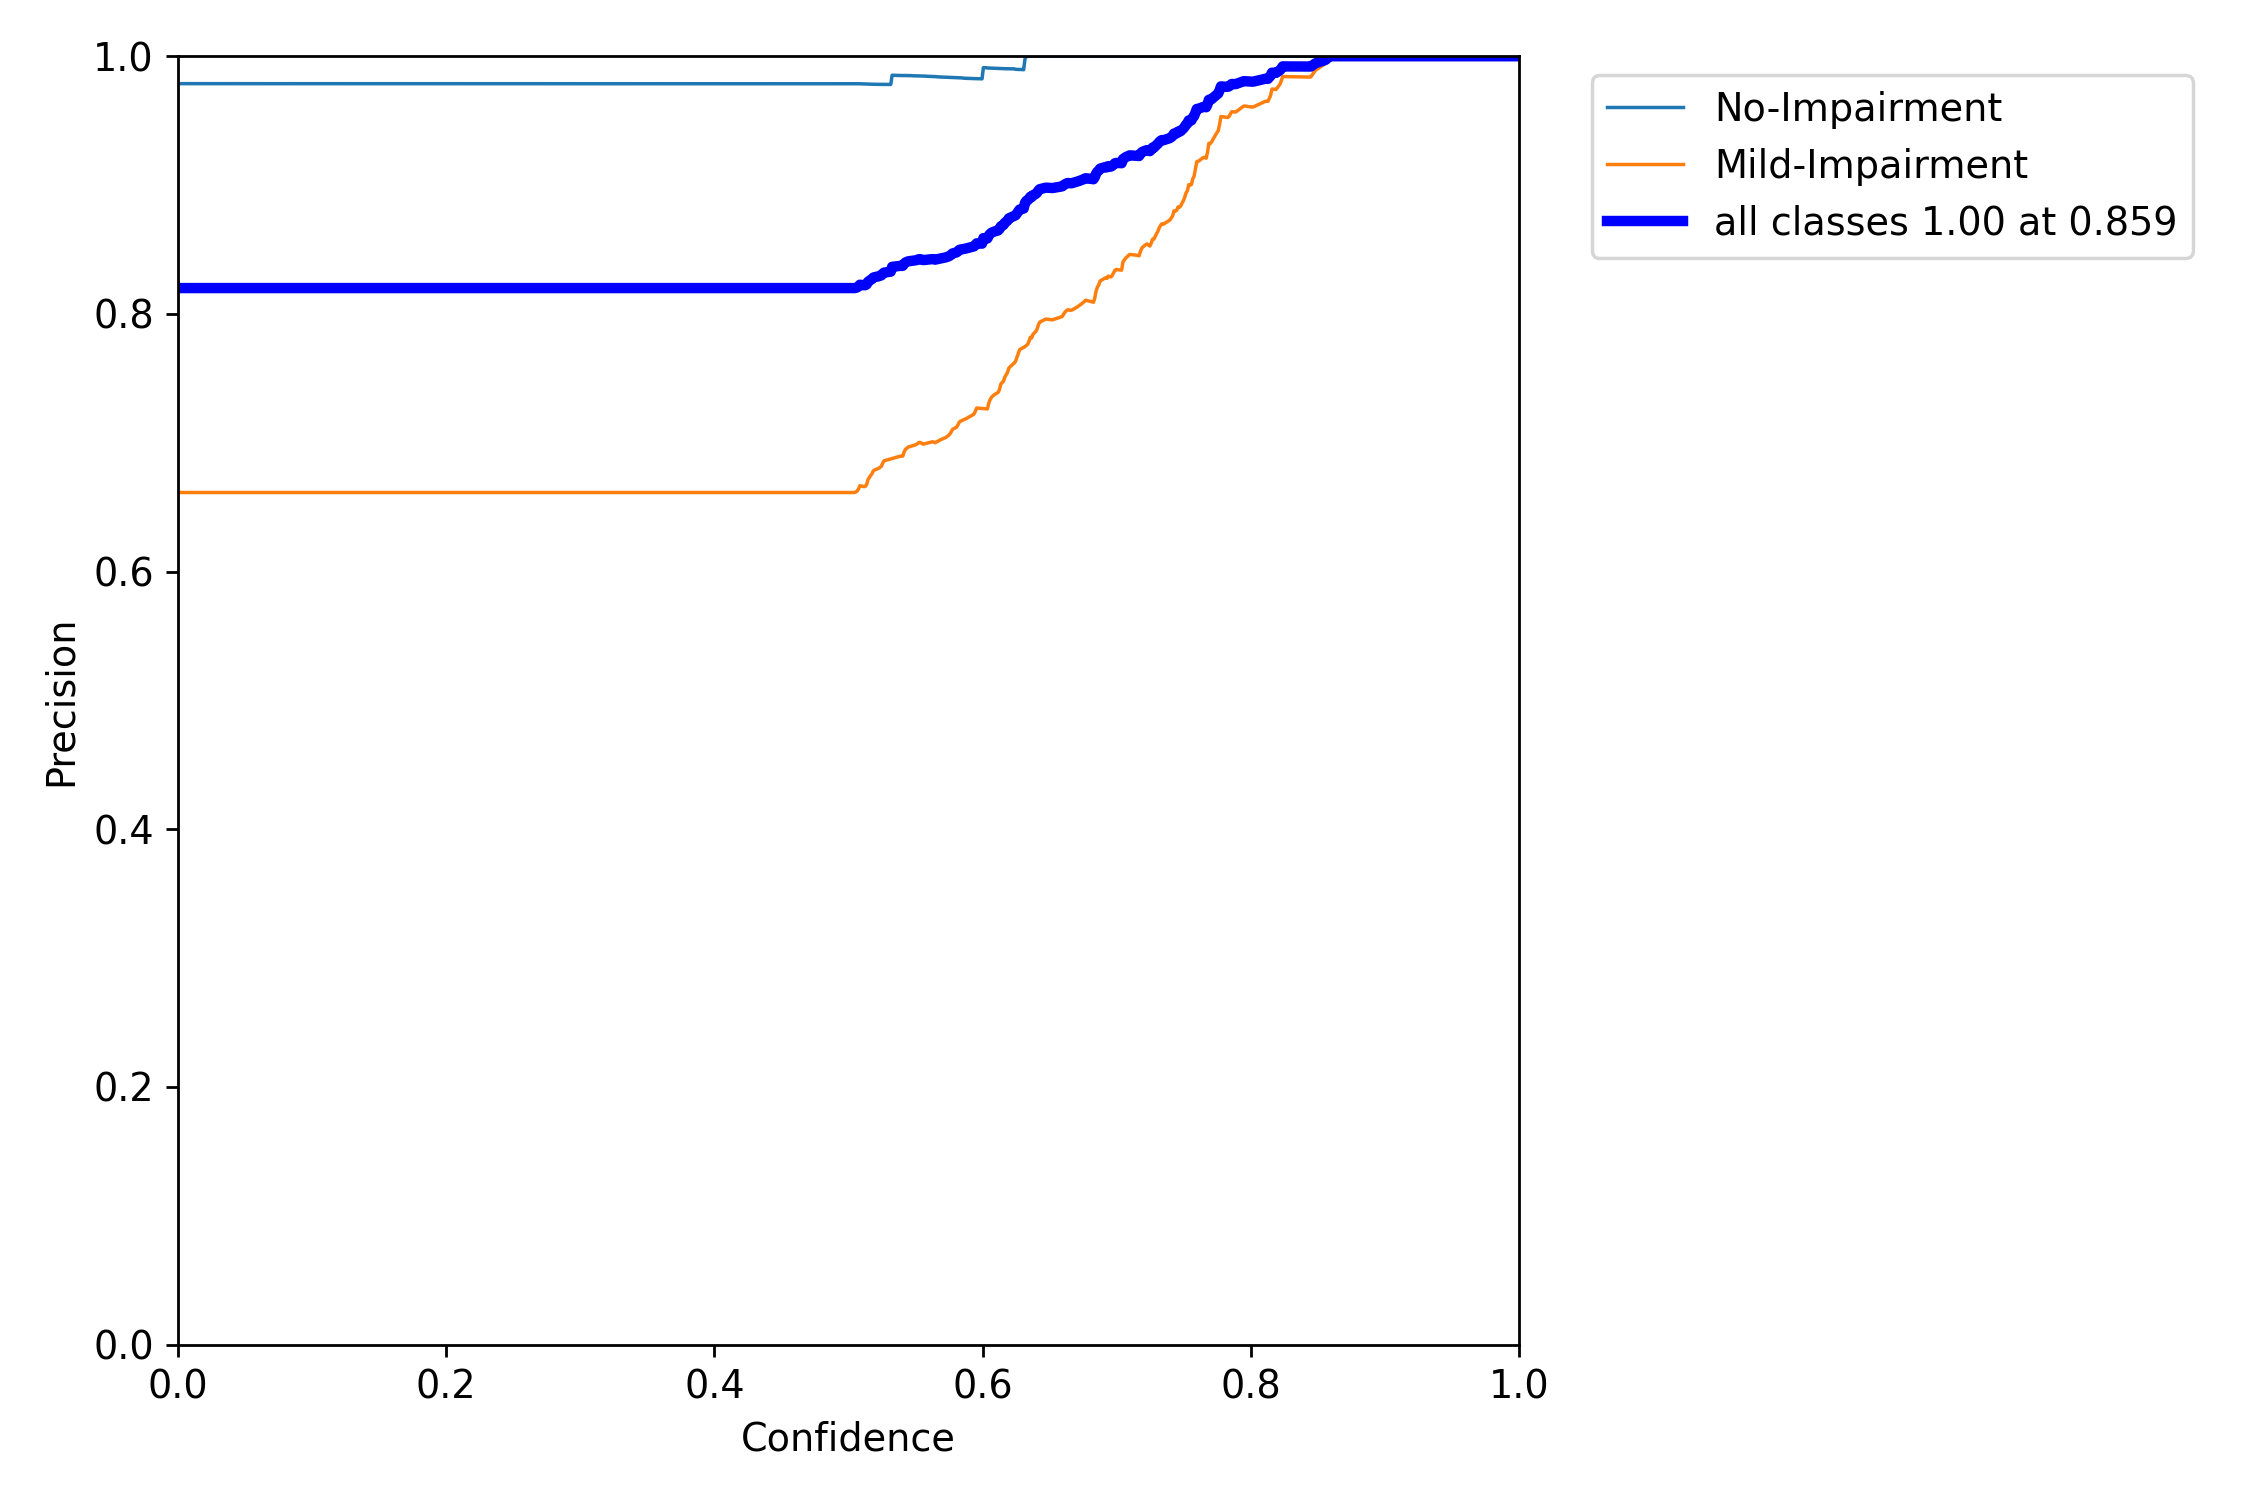 1.0
0.8
0.6
0.4
0.2
0.0
Precision
0.0 0.2 0.4 0.6 0.8 1.0
Confidence
No-Impairment
Mild-Impairment
all classes 1.00 at 0.859